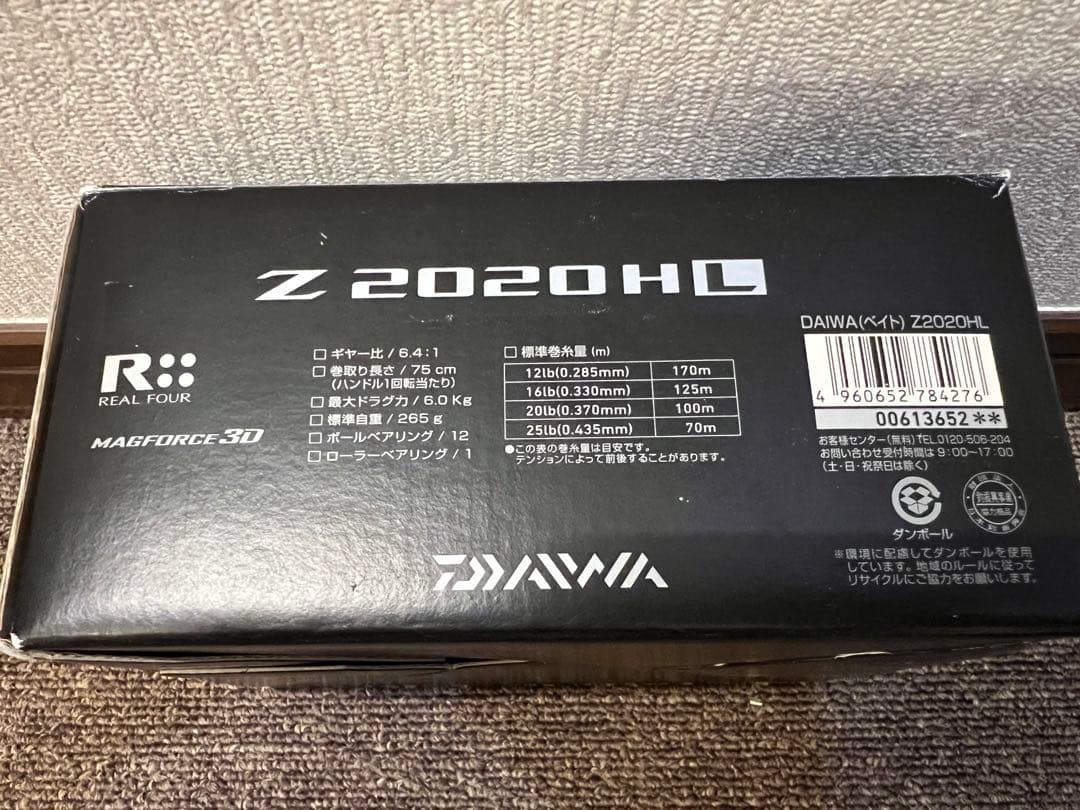 Z 2020HL
R
REAL FOUR
MAGFORCE 3D
□ ギヤー比 / 6.4:1
□ 巻取り長さ / 75 cm
(ハンドル1回転当たり)
□ 最大ドラグ力 / 6.0 Kg
□ 標準自重 / 265 g
□ ボールベアリング / 12
□ ローラーベアリング / 1
□ 標準巻糸量 (m)
12lb(0.285mm) 170m
16lb(0.330mm) 125m
20lb(0.370mm) 100m
25lb(0.435mm) 70m
●この表の巻糸量は目安です。
テンションによって前後することがあります。
DAIWA
DAIWA(ベイト) Z2020HL
4 960652 784276
00613652**
お客様センター(無料) TEL.0120-506-204
お問い合わせ受付時間は 9:00~17:00
(土・日・祝祭日は除く)
ダンボール
※環境に配慮してダンボールを使用
しています。地域のルールに従って
リサイクルにご協力をお願いします。